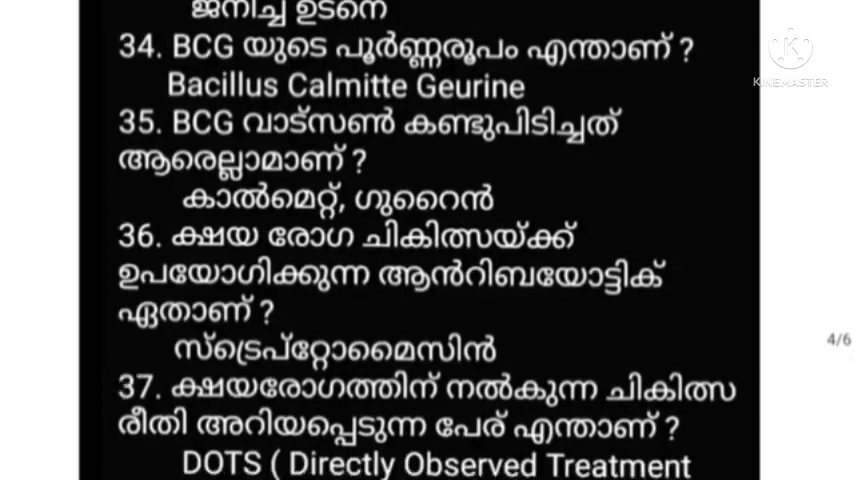 ജനിച്ച ഉടനെ
34. BCG യുടെ പൂർണ്ണരൂപം എന്താണ് ?
Bacillus Calmitte Geurine
35. BCG വാട്സൺ കണ്ടുപിടിച്ചത്
ആരെല്ലാമാണ് ?
കാൽമെറ്റ്, ഗുറൈൻ
36. ക്ഷയ രോഗ ചികിത്സയ്ക്ക്
ഉപയോഗിക്കുന്ന ആൻറിബയോട്ടിക്
ഏതാണ് ?
സ്ട്രെപ്റ്റോമൈസിൻ
37. ക്ഷയരോഗത്തിന് നൽകുന്ന ചികിത്സ
രീതി അറിയപ്പെടുന്ന പേര് എന്താണ് ?
DOTS ( Directly Observed Treatment
KINEMASTER
4/6